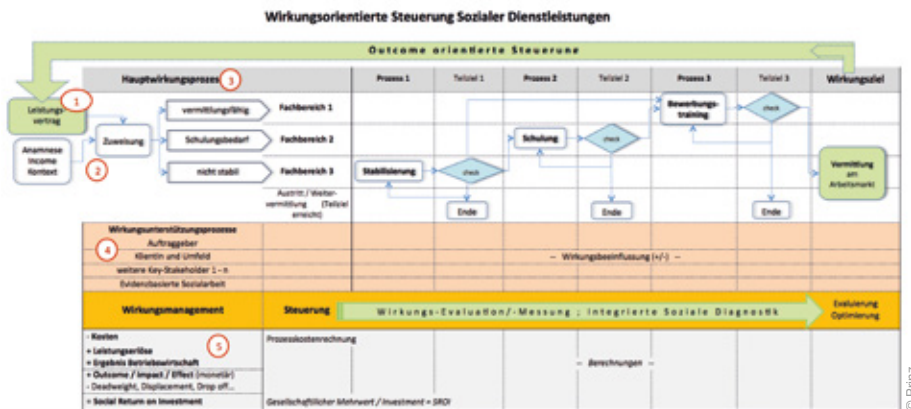 Wirkungsorientierte Steuerung Sozialer Dienstleistungen
Outcome orientierte Steuerung
Hauptwirkungsprozess
3
Prozess 1
Teilziel 1
Prozess 2
Teilziel 2
Prozess 3
Teilziel 3
Wirkungsziel
1
Leistungs-
vertrag
vermittlungsfähig
Fachbereich 1
Bewerbungs-
training
check
Zuweisung
Schulungsbedarf
Fachbereich 2
Schulung
check
Anamnese
Income
Kontext
2
nicht stabil
Fachbereich 3
Stabilisierung
check
Vermittlung
am
Arbeitsmarkt
Austritt / Weiter-
vermittlung (Teilziel
erreicht)
Ende
Ende
Ende
Wirkungsunterstützungsprozesse
4
Auftraggeber
Klientin und Umfeld
weitere Key-Stakeholder 1 - n
Evidenzbasierte Sozialarbeit
-- Wirkungsbeeinflussung (+/-) --
Wirkungsmanagement
Steuerung
Wirkungs-Evaluation/-Messung ; Integrierte Soziale Diagnostik
Evaluierung
Optimierung
- Kosten
+ Leistungserlöse
+ Ergebnis Betriebswirtschaft
5
Prozesskostenrechnung
+ Outcome / Impact / Effect (monetär)
- Deadweight, Displacement, Drop off...
-- Berechnungen --
= Social Return on Investment
Gesellschaftlicher Mehrwert / Investment = SROI
© Prinz